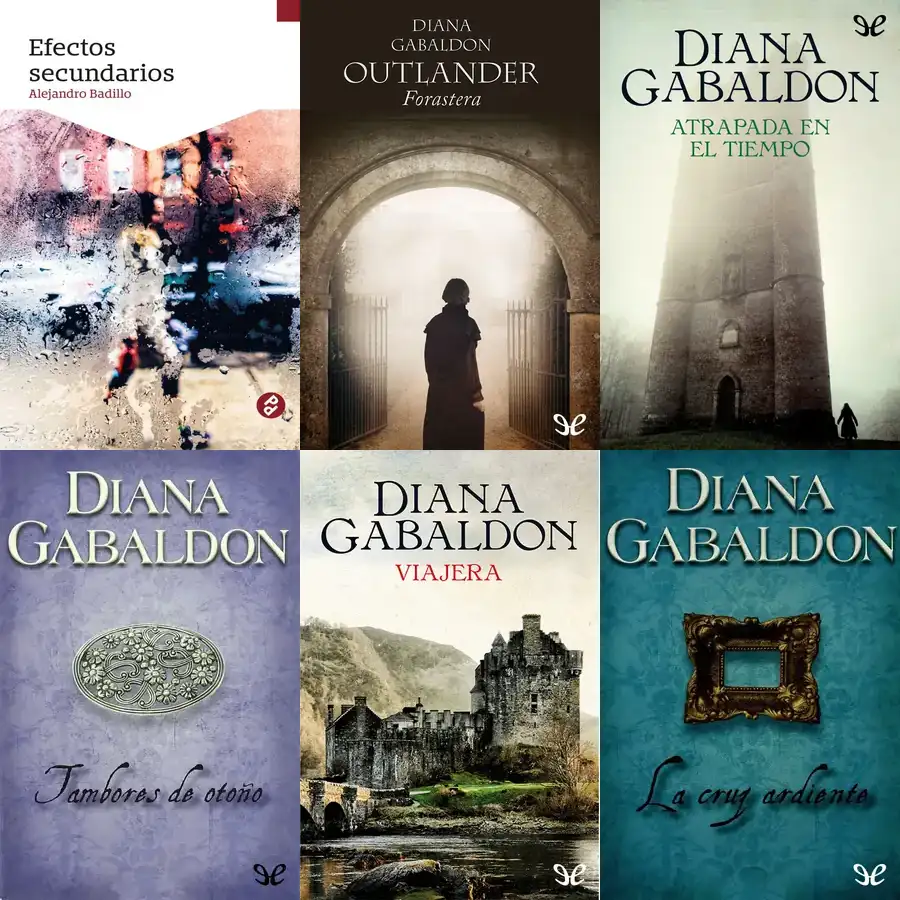 Efectos
secundarios
Alejandro Badillo
DIANA
GABALDON
OUTLANDER
Forastera
DIANA
GABALDON
ATRAPADA EN
EL TIEMPO
DIANA
GABALDON
Tambores de otoño
DIANA
GABALDON
VIAJERA
DIANA
GABALDON
La cruz ardiente